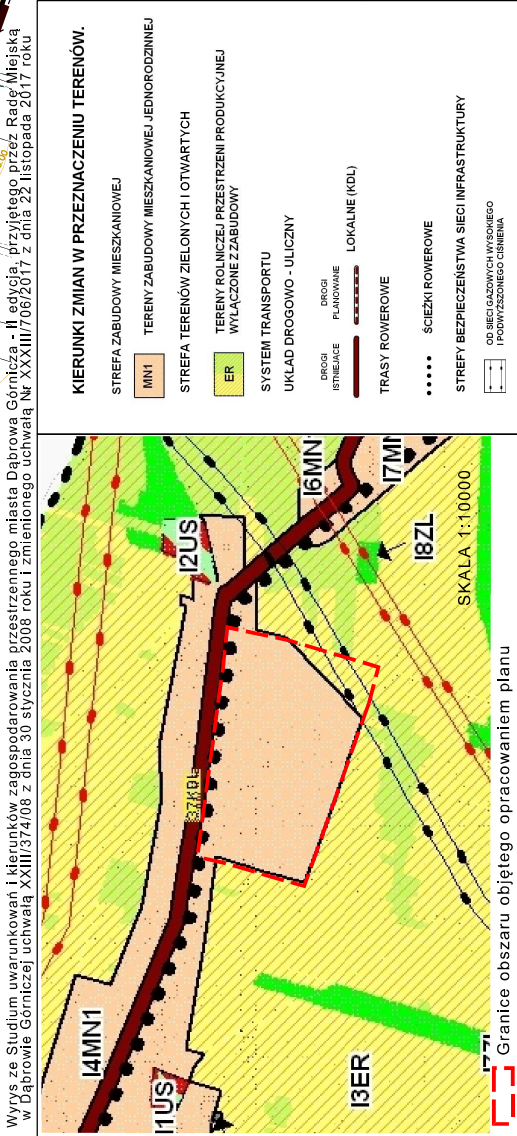 Wyrys ze Studium uwarunkowań i kierunków zagospodarowania przestrzennego miasta Dąbrowa Górnicza - II edycja, przyjętego przez Radę Miejską
w Dąbrowie Górniczej uchwałą XXIII/374/08 z dnia 30 stycznia 2008 roku i zmienionego uchwałą Nr XXXIII/706/2017 z dnia 22 listopada 2017 roku
KIERUNKI ZMIAN W PRZEZNACZENIU TERENÓW.
STREFA ZABUDOWY MIESZKANIOWEJ
MN1 TERENY ZABUDOWY MIESZKANIOWEJ JEDNORODZINNEJ
STREFA TERENÓW ZIELONYCH I OTWARTYCH
ER TERENY ROLNICZEJ PRZESTRZENI PRODUKCYJNEJ
WYŁĄCZONE Z ZABUDOWY
SYSTEM TRANSPORTU
UKŁAD DROGOWO - ULICZNY
DROGI
ISTNIEJĄCE
DROGI
PLANOWANE
LOKALNE (KDL)
TRASY ROWEROWE
ŚCIEŻKI ROWEROWE
STREFY BEZPIECZEŃSTWA SIECI INFRASTRUKTURY
OD SIECI GAZOWYCH WYSOKIEGO
I PODWYŻSZONEGO CIŚNIENIA
I4MN1
I1US
I3ER
37KDL
I2US
I6MN
I7MN
I8ZL
SKALA 1:10000
Granice obszaru objętego opracowaniem planu